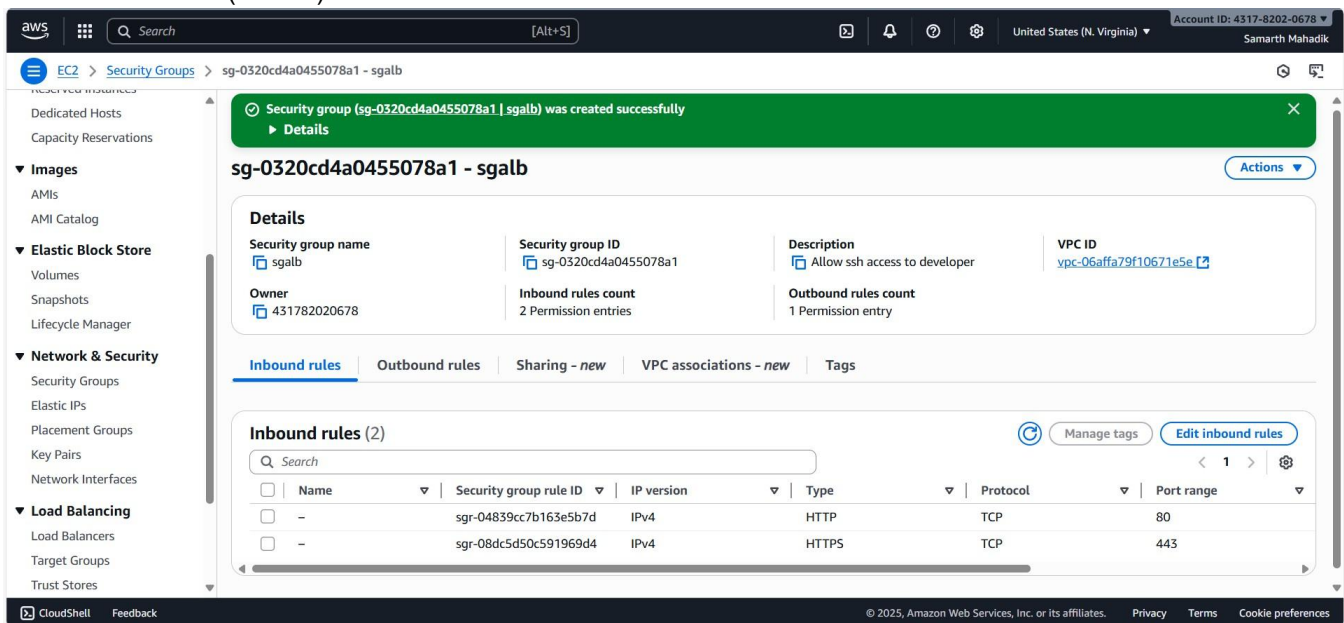 aws
Search
[Alt+S]
United States (N. Virginia)
Account ID: 4317-8202-0678
Samarth Mahadik
EC2 > Security Groups > sg-0320cd4a0455078a1 - sgalb
Reserved Instances
Dedicated Hosts
Capacity Reservations
Images
AMIs
AMI Catalog
Elastic Block Store
Volumes
Snapshots
Lifecycle Manager
Network & Security
Security Groups
Elastic IPs
Placement Groups
Key Pairs
Network Interfaces
Load Balancing
Load Balancers
Target Groups
Trust Stores
Security group (sg-0320cd4a0455078a1 | sgalb) was created successfully
Details
sg-0320cd4a0455078a1 - sgalb
Actions
Details
Security group name
sgalb
Security group ID
sg-0320cd4a0455078a1
Description
Allow ssh access to developer
VPC ID
vpc-06affa79f10671e5e
Owner
431782020678
Inbound rules count
2 Permission entries
Outbound rules count
1 Permission entry
Inbound rules
Outbound rules
Sharing - new
VPC associations - new
Tags
Inbound rules (2)
Manage tags
Edit inbound rules
Search
1
Name Security group rule ID IP version Type Protocol Port range
– sgr-04839cc7b163e5b7d IPv4 HTTP TCP 80
– sgr-08dc5d50c591969d4 IPv4 HTTPS TCP 443
CloudShell Feedback
© 2025, Amazon Web Services, Inc. or its affiliates. Privacy Terms Cookie preferences